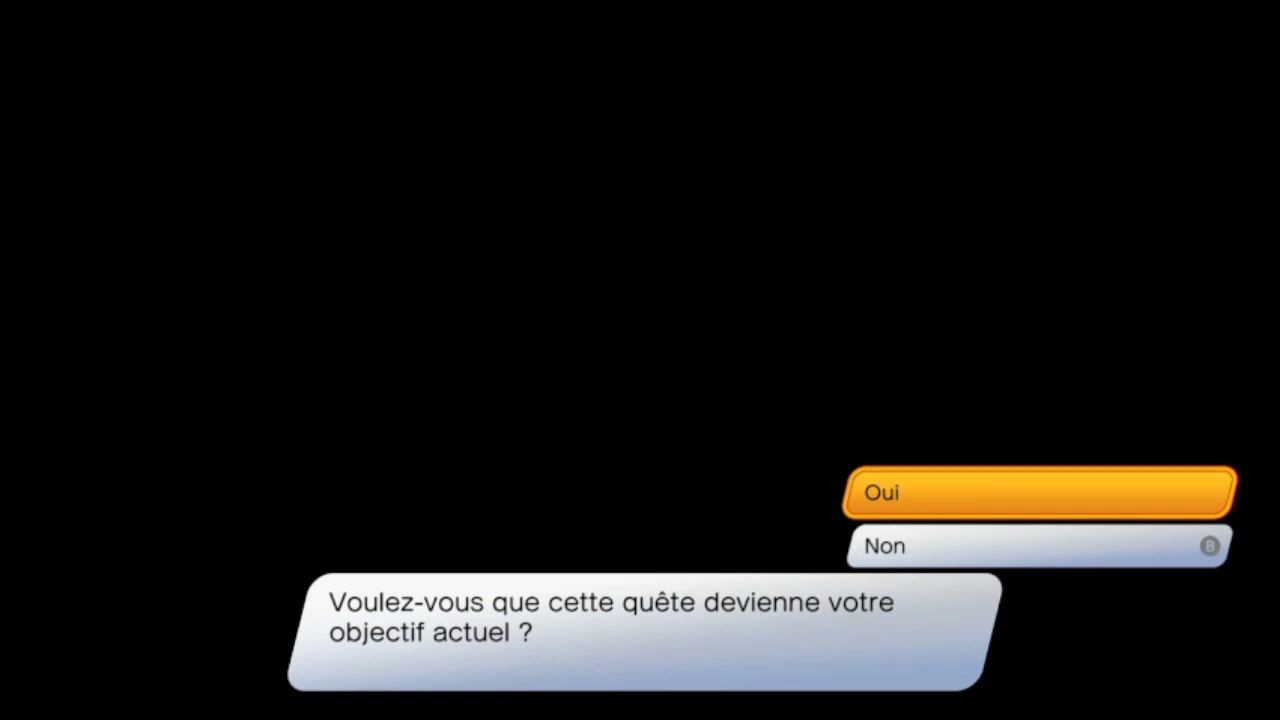 Oui
Non B
Voulez-vous que cette quête devienne votre
objectif actuel ?